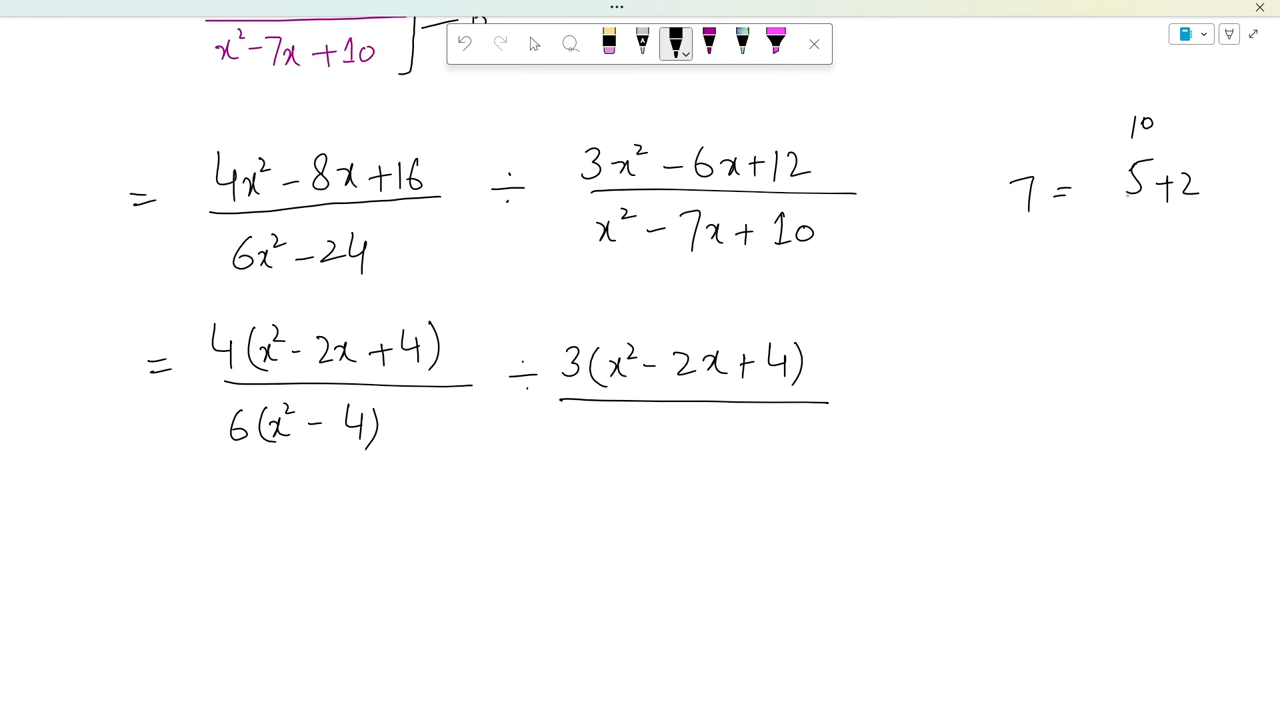 x² - 7x + 10 ]
10
= 4x² - 8x + 16 / 6x² - 24 ÷ 3x² - 6x + 12 / x² - 7x + 10
7 = 5 + 2
= 4(x² - 2x + 4) / 6(x² - 4) ÷ 3(x² - 2x + 4)